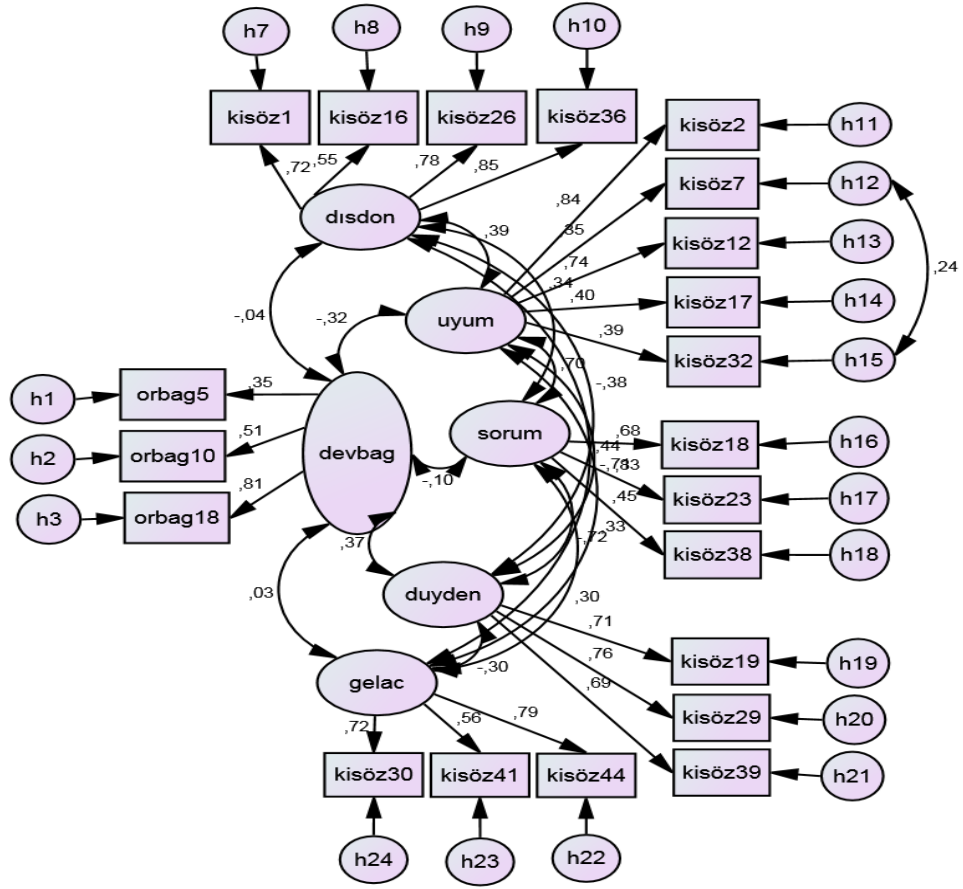 h7
h8
h9
h10
kisöz1
kisöz16
kisöz26
kisöz36
kisöz2
h11
,72
,55
,78
,85
kisöz7
h12
dısdon
,84
,39
,35
kisöz12
h13
,74
,24
,34
,40
kisöz17
h14
-,04
-,32
uyum
,39
kisöz32
h15
,70
-,38
h1
orbag5
,35
h2
orbag10
,51
devbag
sorum
,68
kisöz18
h16
,44
-,10
,45
kisöz23
h17
h3
orbag18
,81
,33
kisöz38
h18
,37
-,72
,03
duyden
,30
,71
kisöz19
h19
,76
-,30
,69
gelac
kisöz29
h20
,72
,56
,79
kisöz30
kisöz41
kisöz44
kisöz39
h21
h24
h23
h22